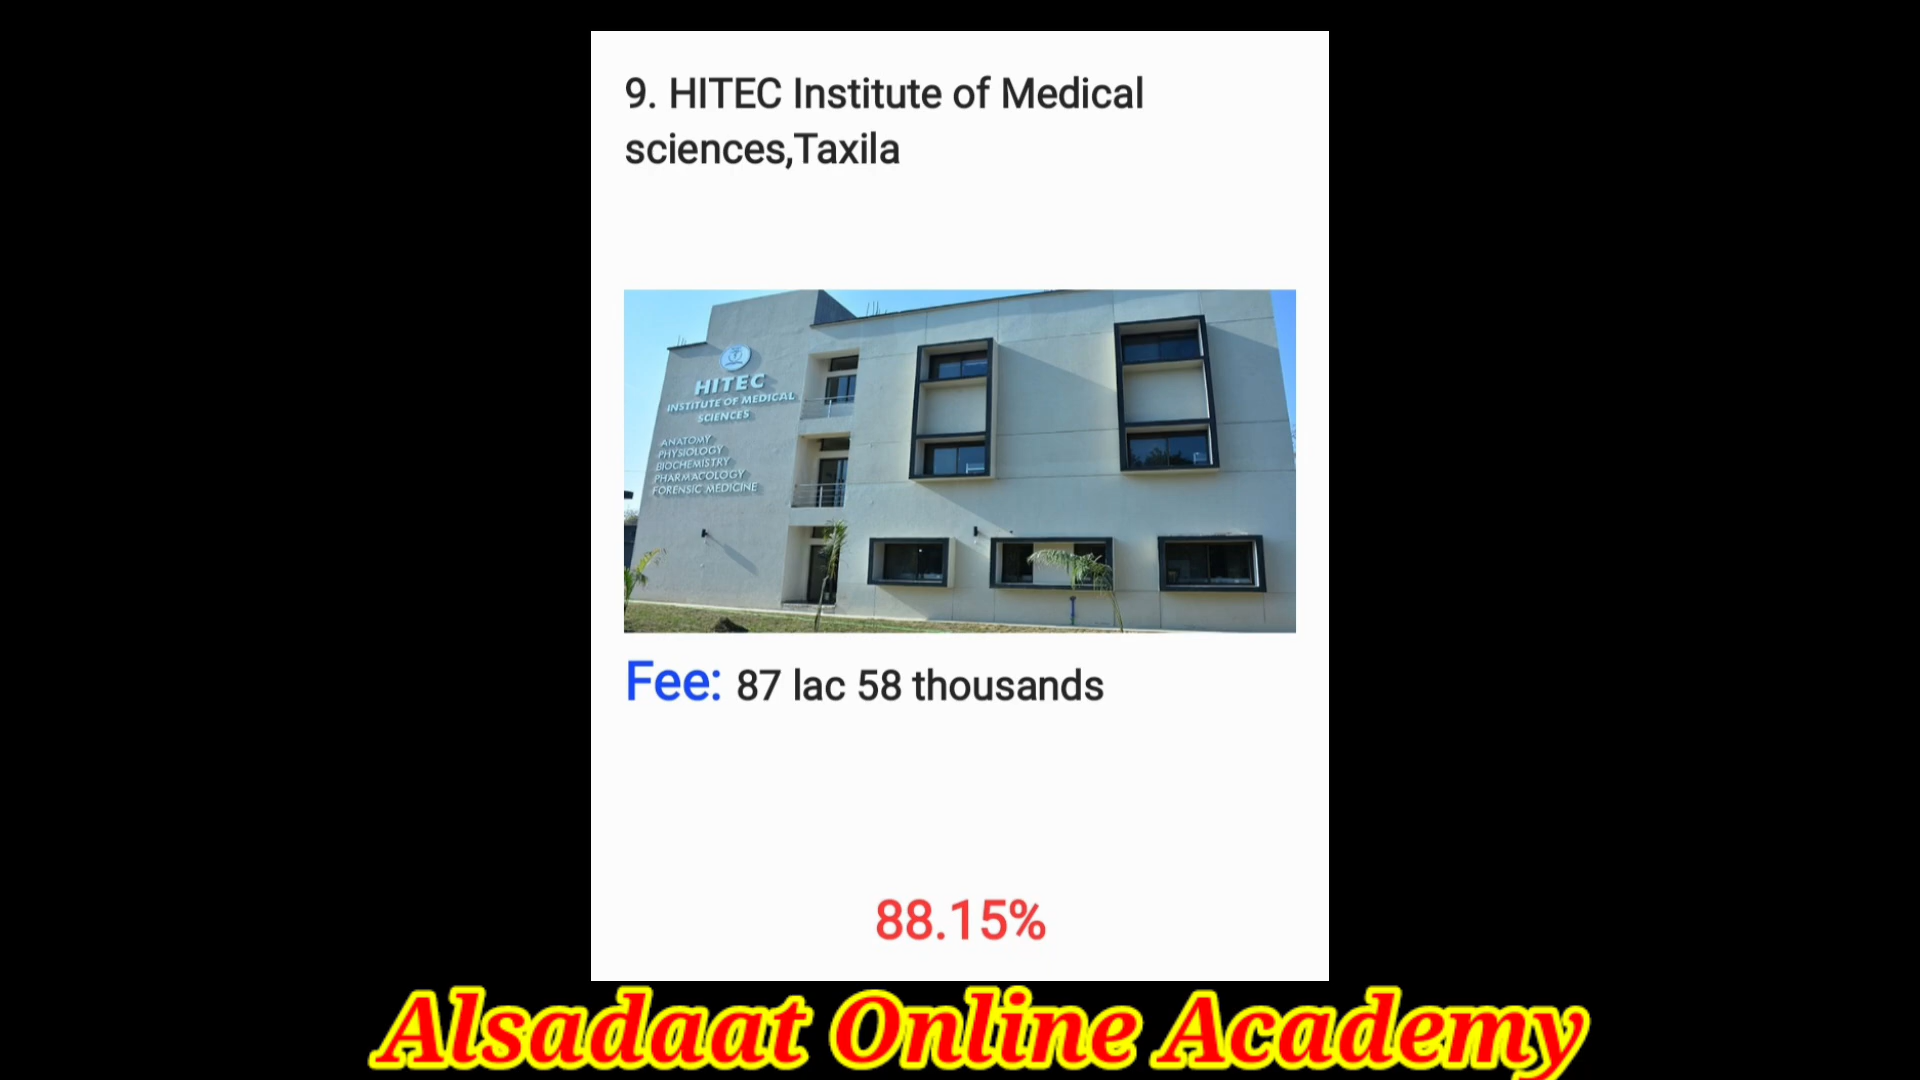 9. HITEC Institute of Medical
sciences,Taxila
HITEC
INSTITUTE OF MEDICAL
SCIENCES
ANATOMY
PHYSIOLOGY
BIOCHEMISTRY
PHARMACOLOGY
FORENSIC MEDICINE
Fee: 87 lac 58 thousands
88.15%
Alsadaat Online Academy